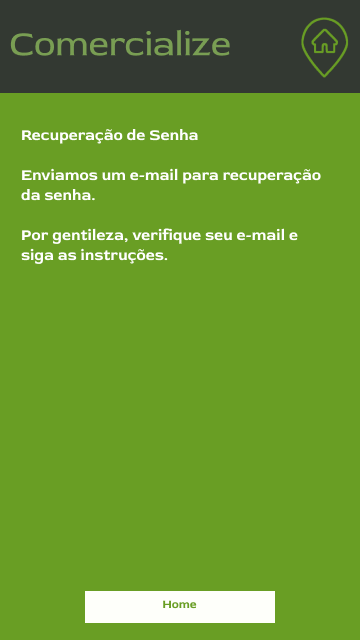 Comercialize
Recuperação de Senha
Enviamos um e-mail para recuperação
da senha.
Por gentileza, verifique seu e-mail e
siga as instruções.
Home